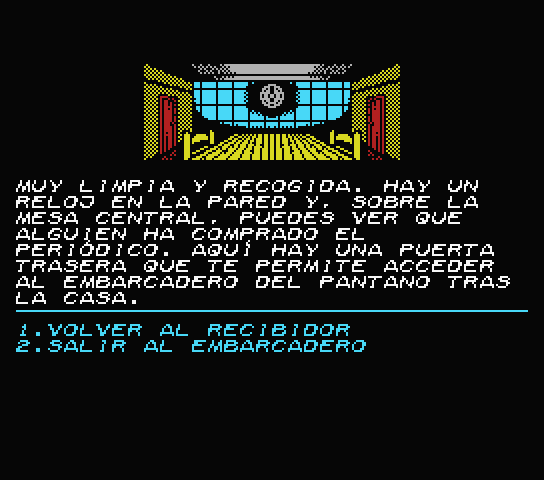 MUY LIMPIA Y RECOGIDA. HAY UN
RELOJ EN LA PARED Y, SOBRE LA
MESA CENTRAL, PUEDES VER QUE
ALGUIEN HA COMPRADO EL
PERIÓDICO. AQUÍ HAY UNA PUERTA
TRASERA QUE TE PERMITE ACCEDER
AL EMBARCADERO DEL PANTANO TRAS
LA CASA.
1.VOLVER AL RECIBIDOR
2.SALIR AL EMBARCADERO